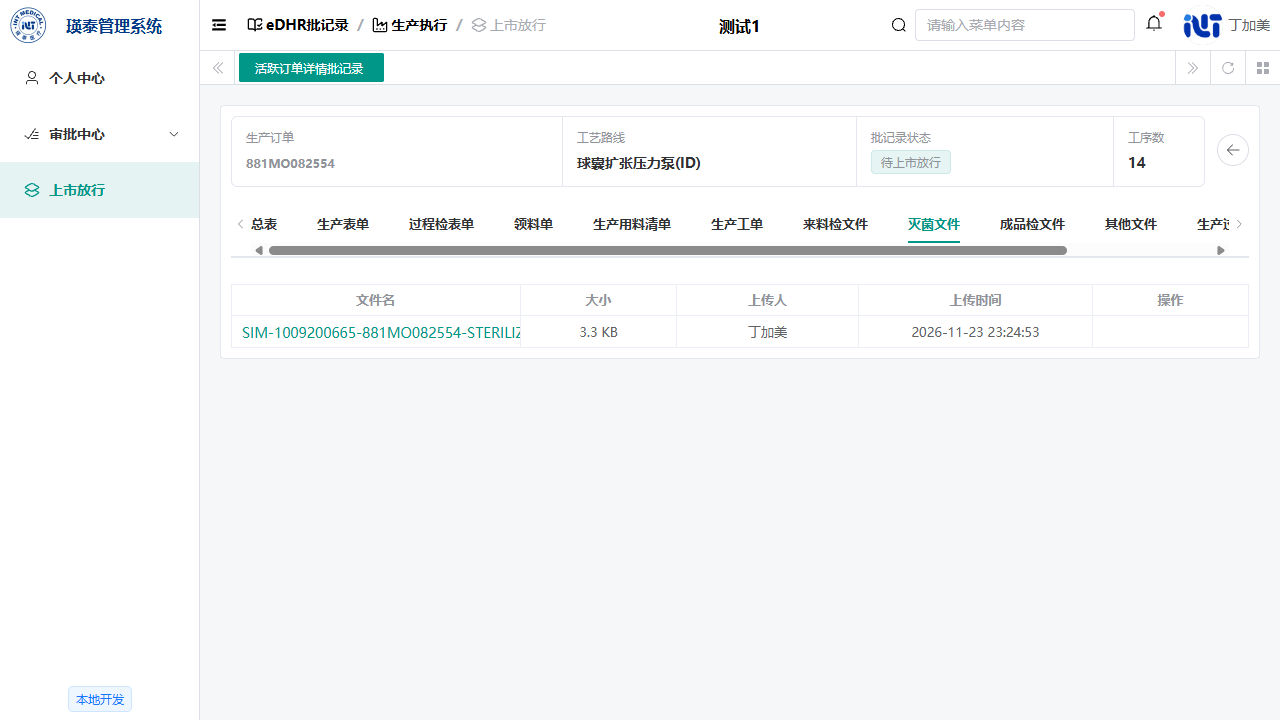 瑛泰管理系统
eDHR批记录 / 生产执行 / 上市放行
测试1
请输入菜单内容
丁加美
个人中心
审批中心
上市放行
本地开发
活跃订单详情批记录
生产订单
881MO082554
工艺路线
球囊扩张压力泵(ID)
批记录状态
待上市放行
工序数
14
总表 生产表单 过程检表单 领料单 生产用料清单 生产工单 来料检文件 灭菌文件 成品检文件 其他文件 生产
文件名 大小 上传人 上传时间 操作
SIM-1009200665-881MO082554-STERILIZ 3.3 KB 丁加美 2026-11-23 23:24:53